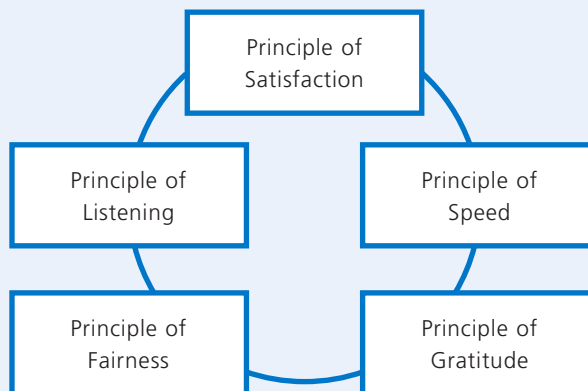 Principle of
Satisfaction
Principle of
Listening
Principle of
Speed
Principle of
Fairness
Principle of
Gratitude